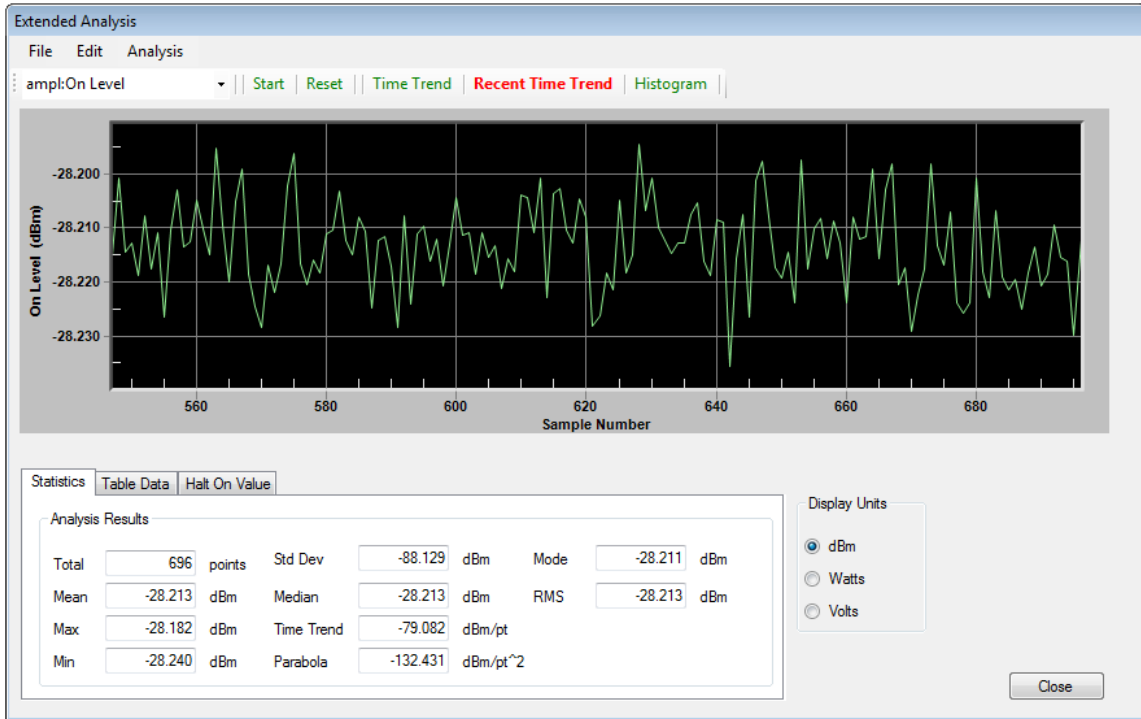 Extended Analysis
File Edit Analysis
ampl:On Level Start Reset Time Trend Recent Time Trend Histogram
On Level (dBm)
-28.200
-28.210
-28.220
-28.230
560 580 600 620 640 660 680
Sample Number
Statistics Table Data Halt On Value
Analysis Results
Total 696 points Std Dev -88.129 dBm Mode -28.211 dBm
Mean -28.213 dBm Median -28.213 dBm RMS -28.213 dBm
Max -28.182 dBm Time Trend -79.082 dBm/pt
Min -28.240 dBm Parabola -132.431 dBm/pt^2
Display Units
dBm
Watts
Volts
Close